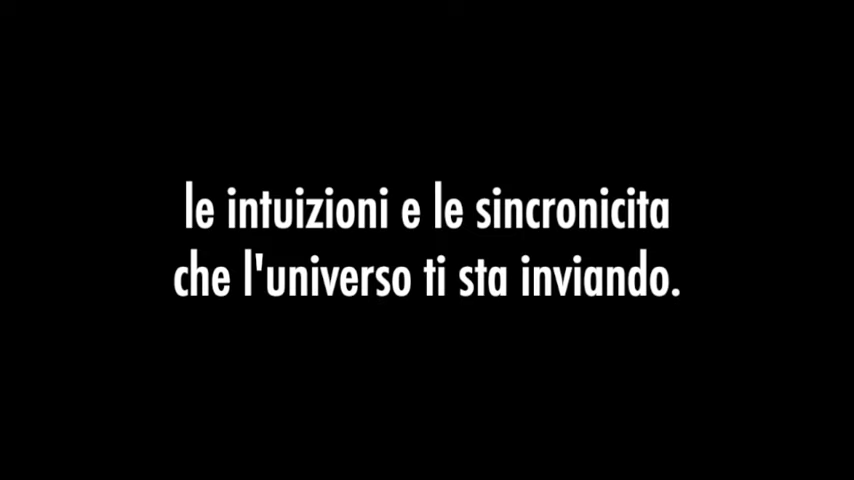 le intuizioni e le sincronicita
che l'universo ti sta inviando.